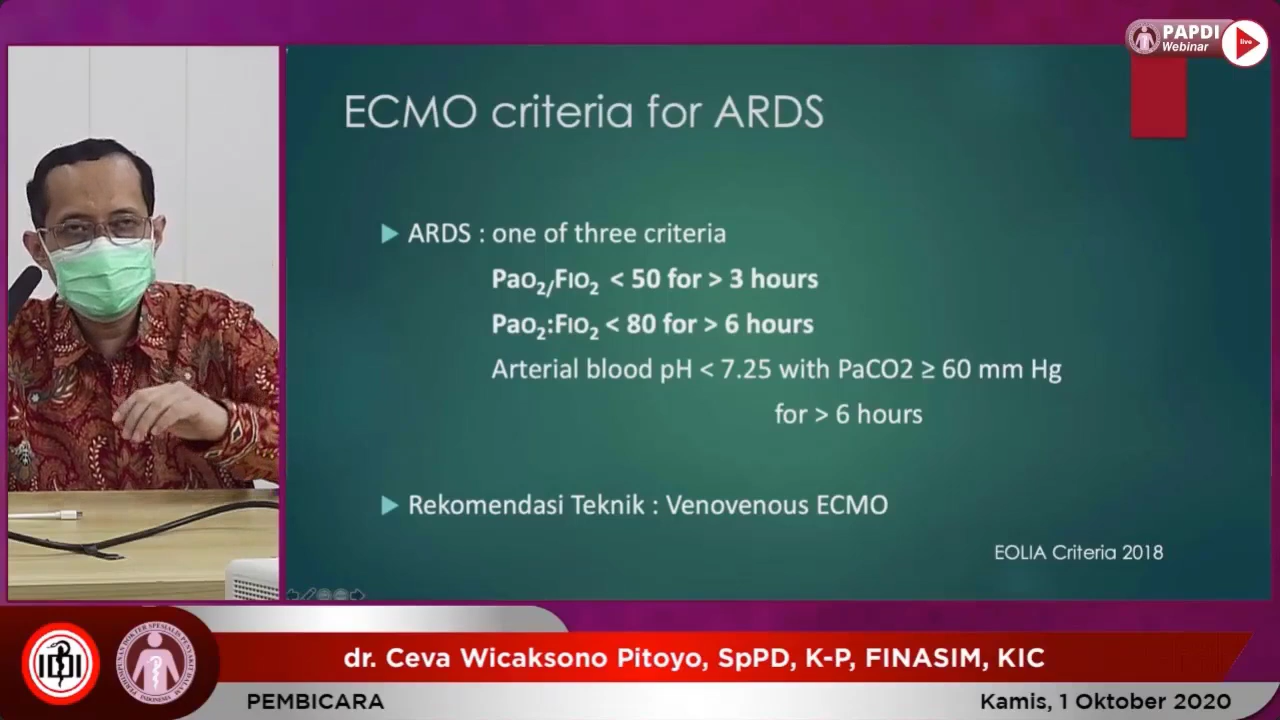 PAPDI
Webinar
live
ECMO criteria for ARDS
ARDS : one of three criteria
PaO2/FIO2 < 50 for > 3 hours
PaO2:FIO2 < 80 for > 6 hours
Arterial blood pH < 7.25 with PaCO2 ≥ 60 mm Hg
for > 6 hours
Rekomendasi Teknik : Venovenous ECMO
EOLIA Criteria 2018
IDI
dr. Ceva Wicaksono Pitoyo, SpPD, K-P, FINASIM, KIC
PEMBICARA
Kamis, 1 Oktober 2020